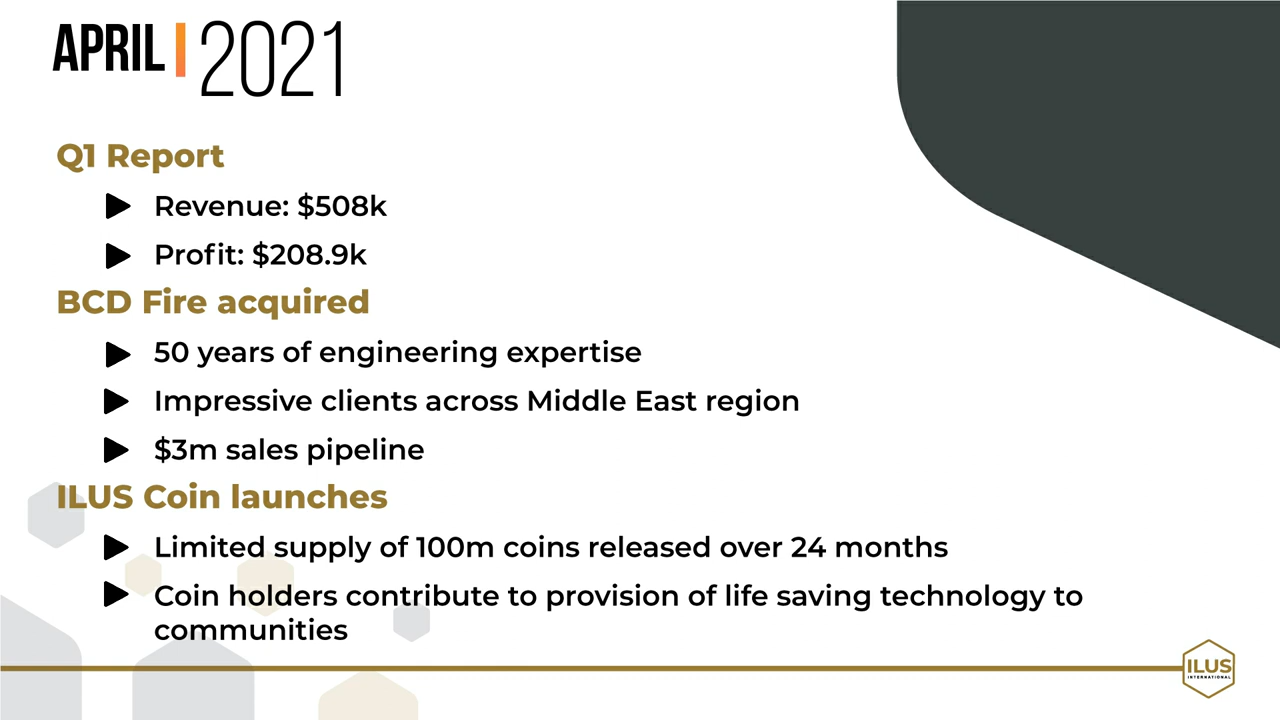 APRIL 2021
Q1 Report
Revenue: $508k
Profit: $208.9k
BCD Fire acquired
50 years of engineering expertise
Impressive clients across Middle East region
$3m sales pipeline
ILUS Coin launches
Limited supply of 100m coins released over 24 months
Coin holders contribute to provision of life saving technology to
communities
ILUS
INTERNATIONAL